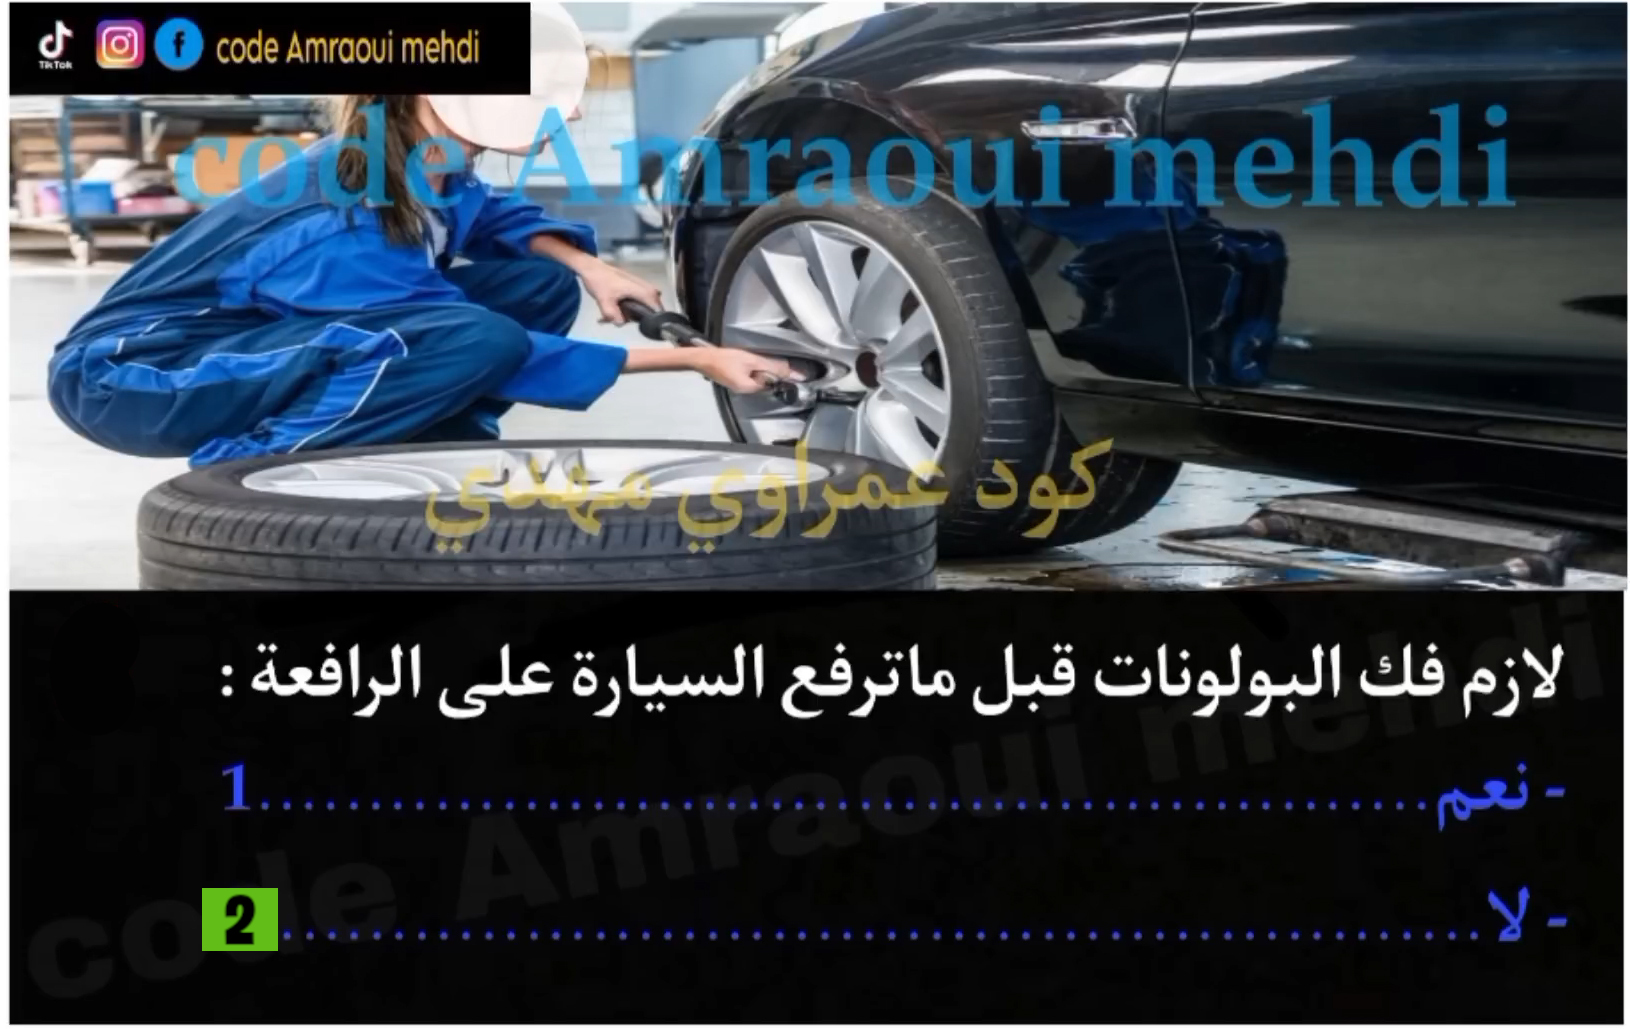 TikTok
code Amraoui mehdi
code Amraoui mehdi
كود عمراوي مهدي
لازم فك البولونات قبل ماترفع السيارة على الرافعة :
- نعم.......................................................1
- لا.......................................................2
code Amraoui mehdi